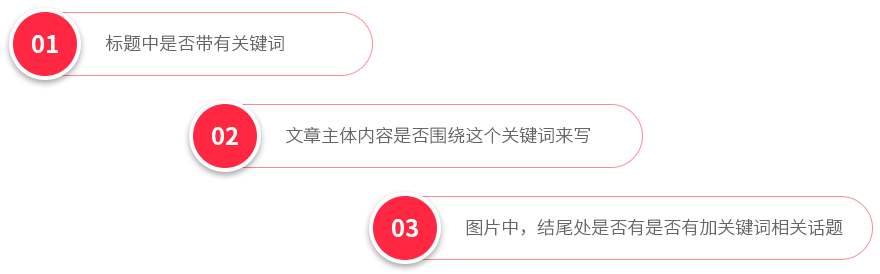 01
标题中是否带有关键词
02
文章主体内容是否围绕这个关键词来写
03
图片中，结尾处是否有是否有加关键词相关话题